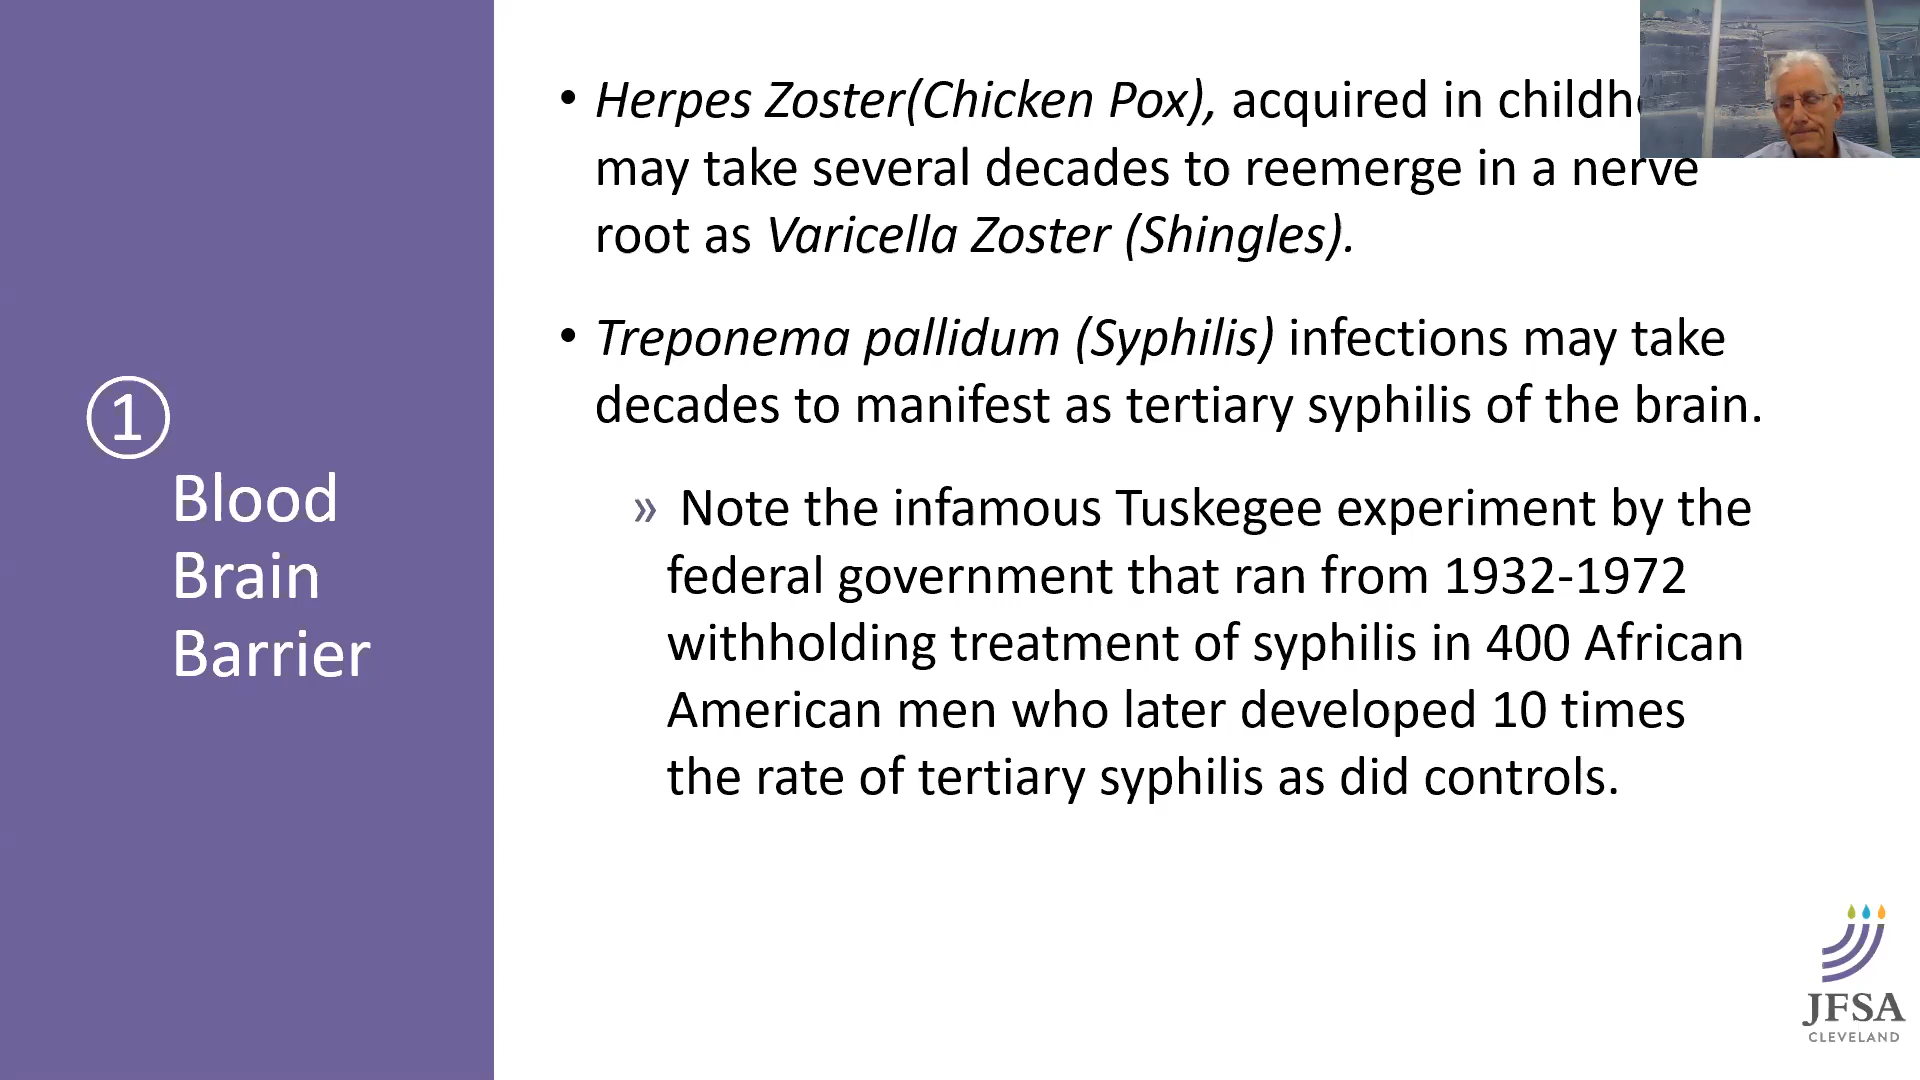 ①
Blood
Brain
Barrier
• Herpes Zoster(Chicken Pox), acquired in
may take several decades to reemerge in a nerve
root as Varicella Zoster (Shingles).
• Treponema pallidum (Syphilis) infections may take
decades to manifest as tertiary syphilis of the brain.
» Note the infamous Tuskegee experiment by the
federal government that ran from 1932-1972
withholding treatment of syphilis in 400 African
American men who later developed 10 times
the rate of tertiary syphilis as did controls.
JFSA
CLEVELAND